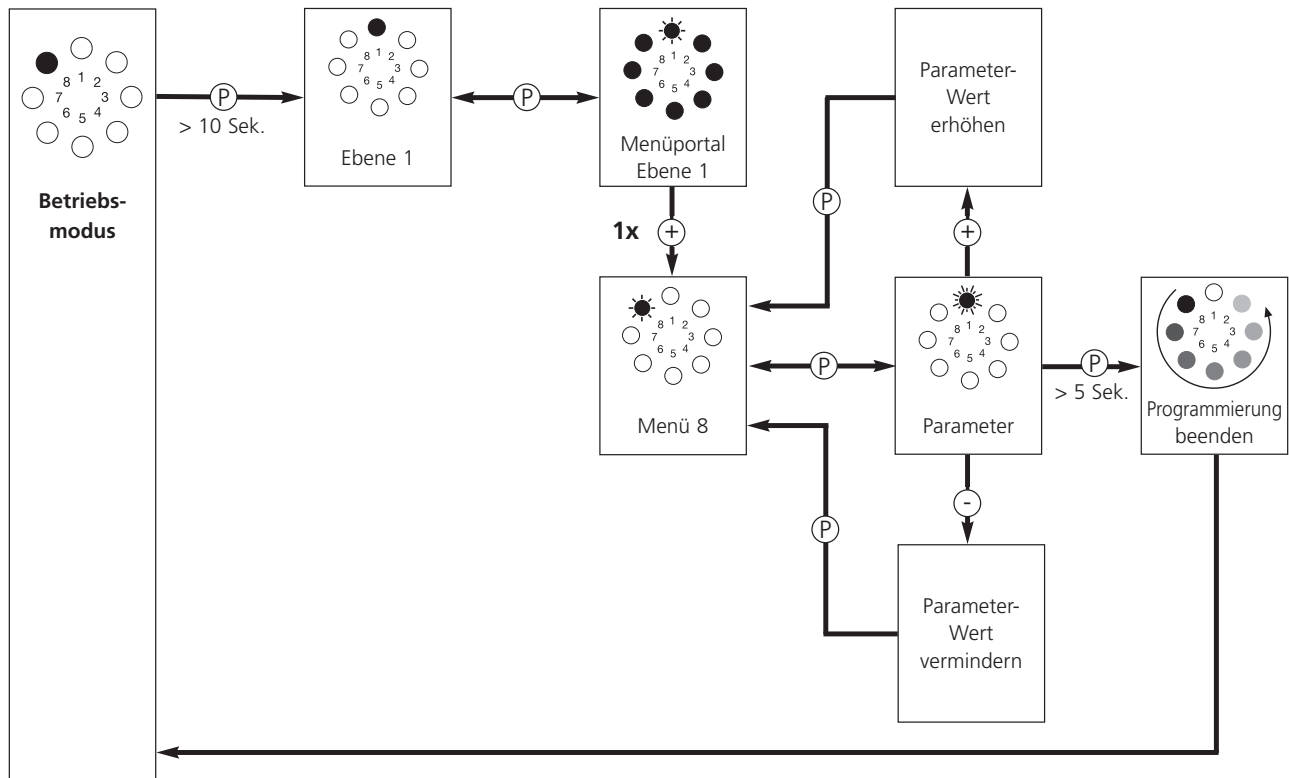 8 1 2
7 3
6 5 4
Betriebs-
modus
P
> 10 Sek.
8 1 2
7 3
6 5 4
Ebene 1
P
8 1 2
7 3
6 5 4
Menüportal
Ebene 1
1x +
8 1 2
7 3
6 5 4
Menü 8
P
P
P
Parameter-
Wert
erhöhen
+
8 1 2
7 3
6 5 4
Parameter
-
Parameter-
Wert
vermindern
P
> 5 Sek.
8 1 2
7 3
6 5 4
Programmierung
beenden